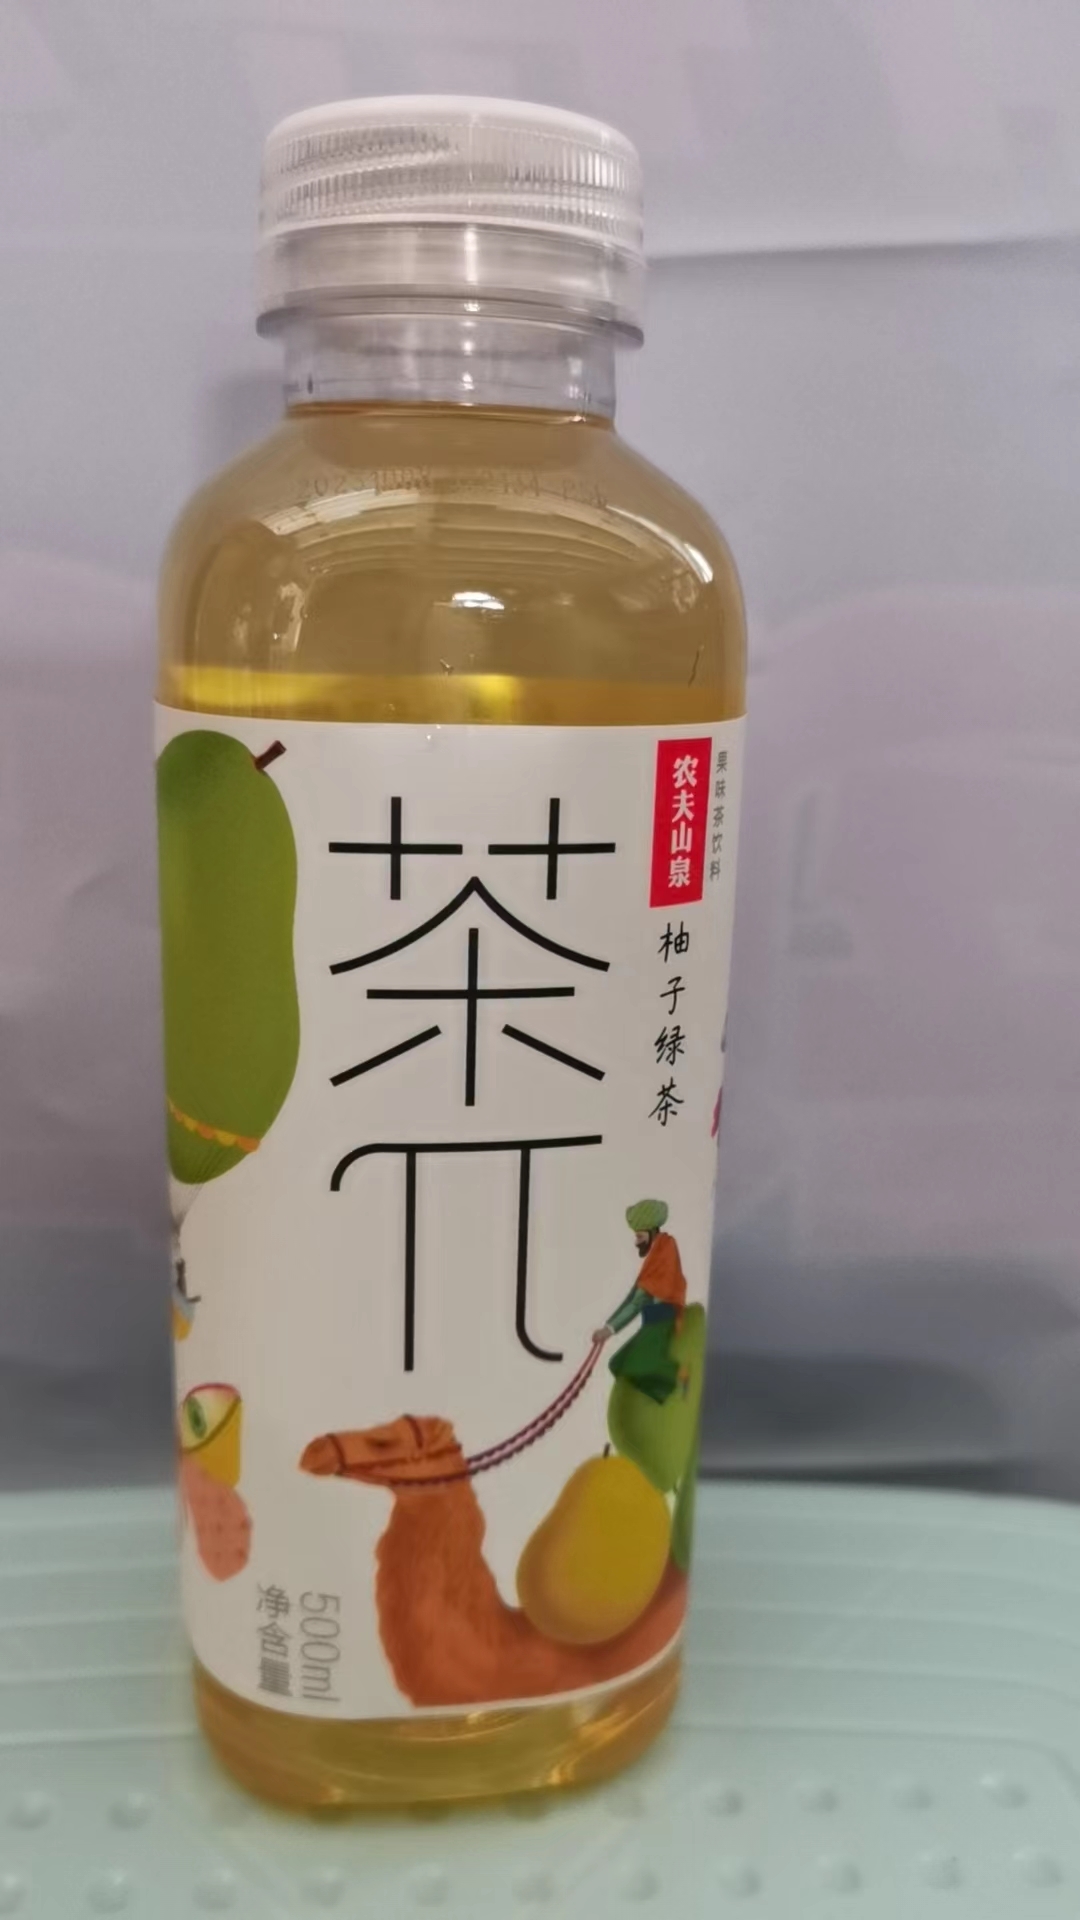 茶π
农夫山泉
果味茶饮料
柚子绿茶
净含量
500ml